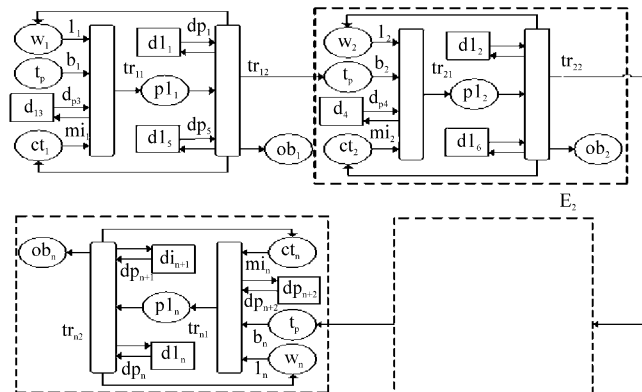 w₁ l₁ d1₁ dp₁ w₂ l₂ d1₂
tₚ b₁ tr₁₁ p1₁ tr₁₂ tₚ b₂ tr₂₁ p1₂ tr₂₂
d₁₃ dₚ₃ d₄ dₚ₄
ct₁ mi₁ d1₅ dp₅ ob₁ ct₂ mi₂ d1₆ ob₂
E₂
obₙ diₙ₊₁ ctₙ
dpₙ₊₁ miₙ
dpₙ₊₂
p1ₙ dpₙ₊₂
trₙ₂ trₙ₁ tₚ
d1ₙ bₙ
dpₙ lₙ wₙ